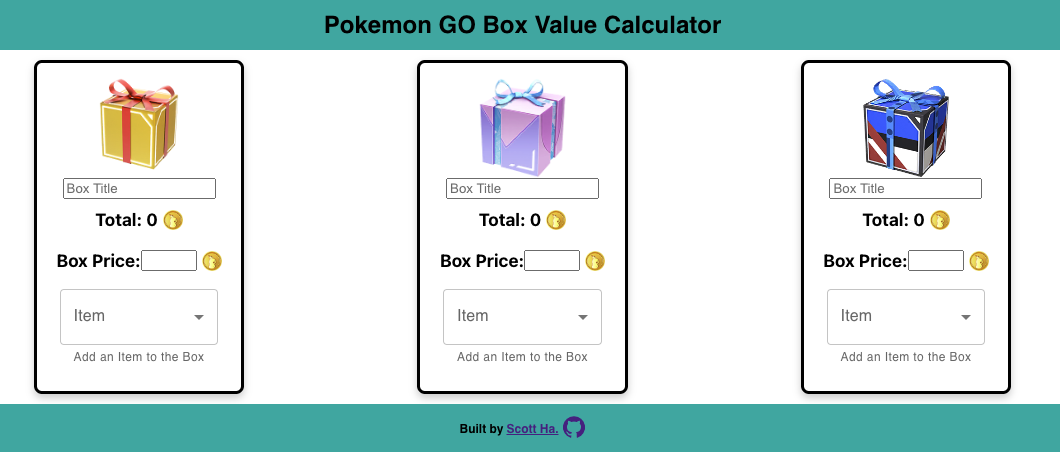 Pokemon GO Box Value Calculator
Box Title
Total: 0
Box Price:
Item
Add an Item to the Box
Box Title
Total: 0
Box Price:
Item
Add an Item to the Box
Box Title
Total: 0
Box Price:
Item
Add an Item to the Box
Built by Scott Ha.